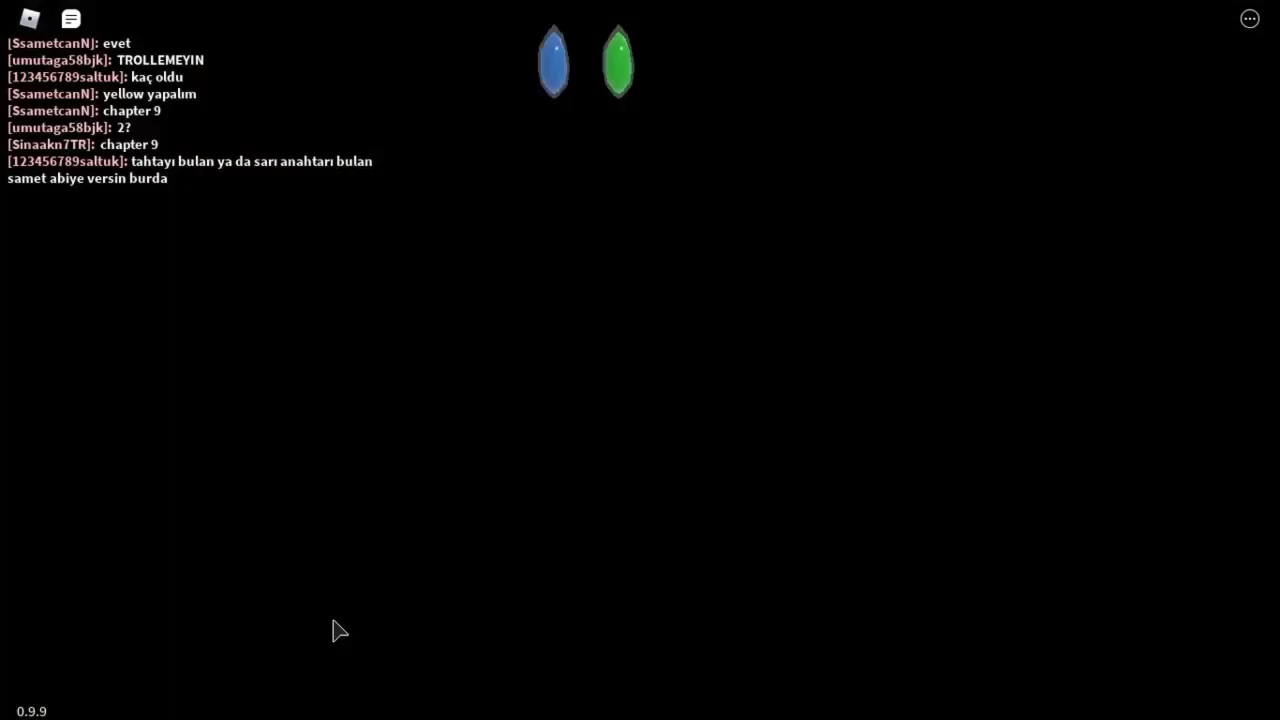 [SsametcanN]: evet
[umutaga58bjk]: TROLLEMEYIN
[123456789saltuk]: kaç oldu
[SsametcanN]: yellow yapalım
[SsametcanN]: chapter 9
[umutaga58bjk]: 2?
[Sinaakn7TR]: chapter 9
[123456789saltuk]: tahtayı bulan ya da sarı anahtarı bulan
samet abiye versin burda
0.9.9